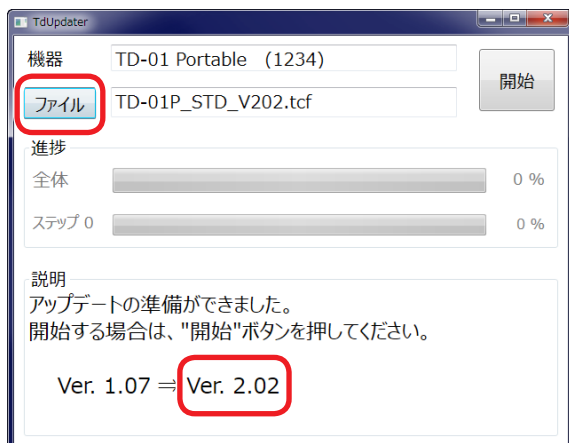 TdUpdater
機器 TD-01 Portable (1234)
開始
ファイル TD-01P_STD_V202.tcf
進捗
全体 0 %
ステップ 0 0 %
説明
アップデートの準備ができました。
開始する場合は、"開始"ボタンを押してください。
Ver. 1.07 ⇒ Ver. 2.02